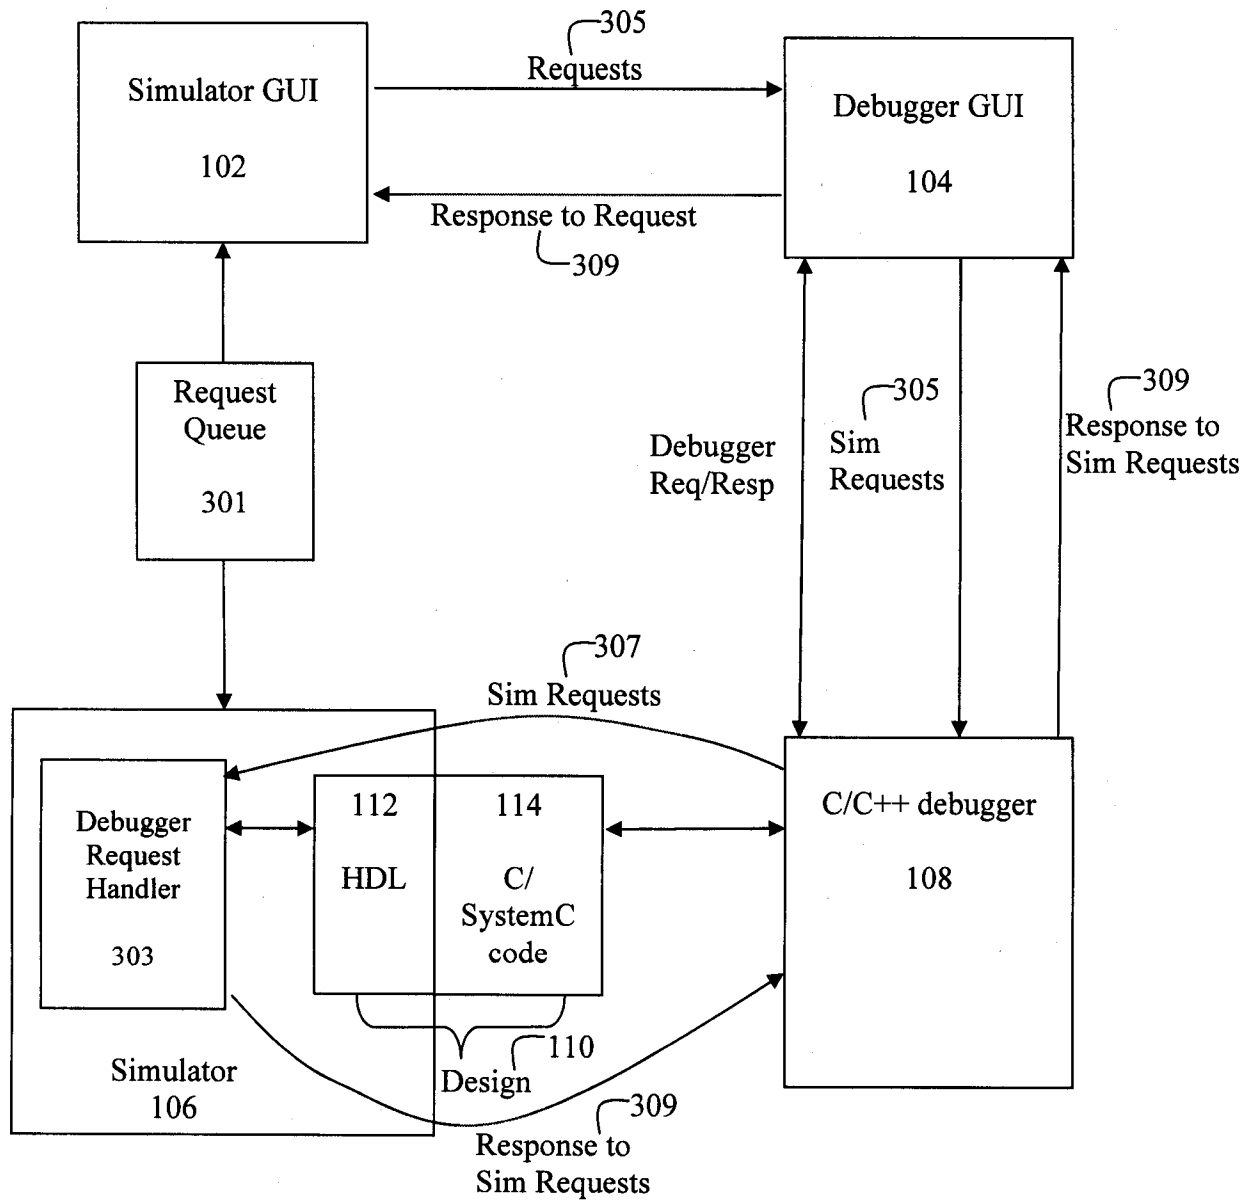 305
Requests
Simulator GUI
102
Debugger GUI
104
Response to Request
309
Request
Queue
301
Debugger
Req/Resp
305
Sim
Requests
309
Response to
Sim Requests
307
Sim Requests
Debugger
Request
Handler
303
112
HDL
114
C/
SystemC
code
C/C++ debugger
108
Simulator
106
110
Design
309
Response to
Sim Requests